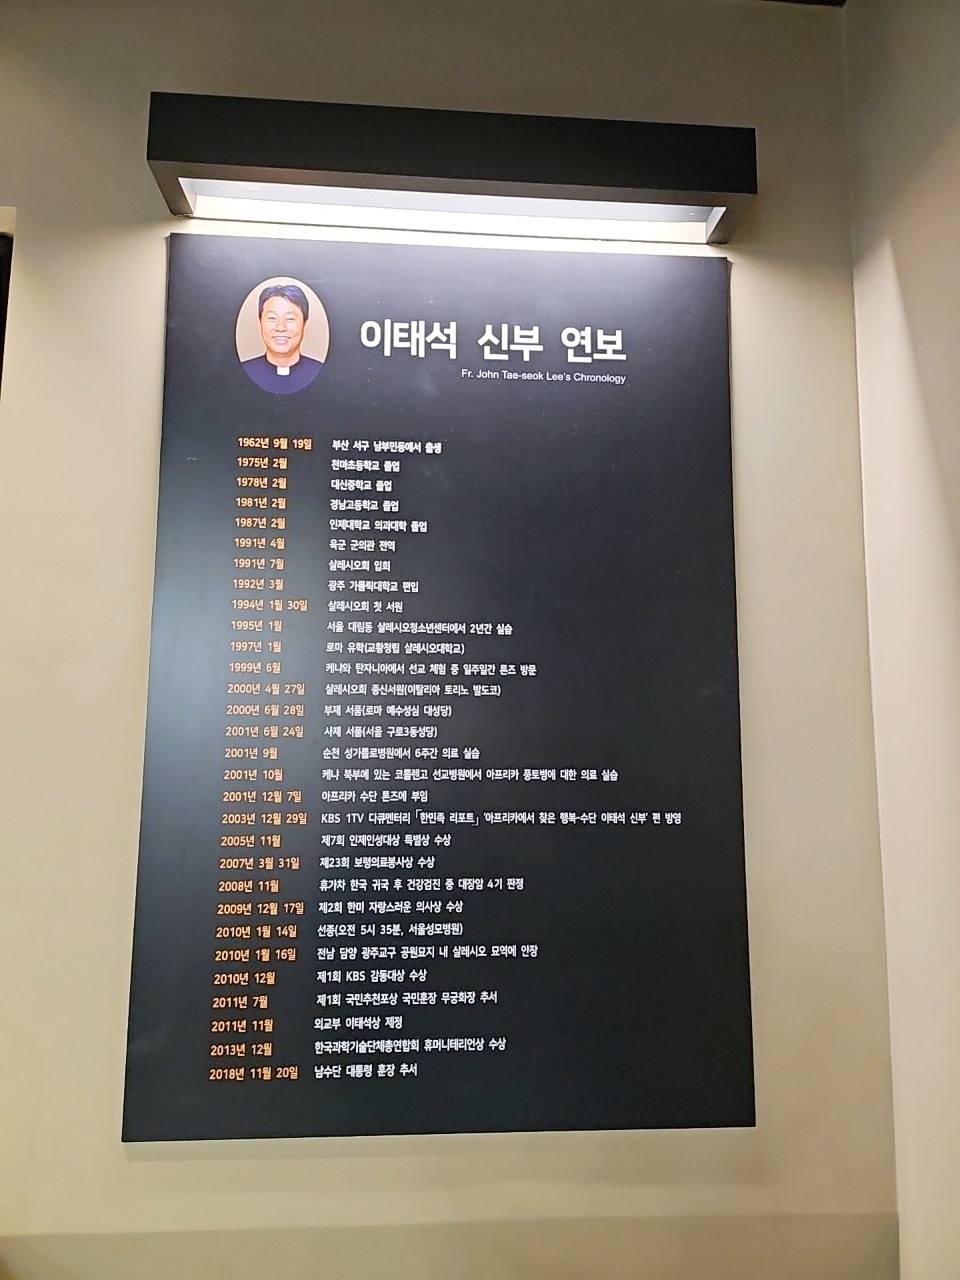 이태석 신부 연보
Fr. John Tae-seok Lee's Chronology
1962년 9월 19일 부산 서구 남부민동에서 출생
1975년 2월 천마초등학교 졸업
1978년 2월 대신중학교 졸업
1981년 2월 경남고등학교 졸업
1987년 2월 인제대학교 의과대학 졸업
1991년 4월 육군 군의관 전역
1991년 7월 살레시오회 입회
1992년 3월 광주 가톨릭대학교 편입
1994년 1월 30일 살레시오회 첫 서원
1995년 1월 서울 대림동 살레시오청소년센터에서 2년간 실습
1997년 1월 로마 유학(교황청립 살레시오대학교)
1999년 6월 케냐와 탄자니아에서 선교 체험 중 일주일간 톤즈 방문
2000년 4월 27일 살레시오회 종신서원(이탈리아 토리노 발도코)
2000년 6월 28일 부제 서품(로마 예수성심 대성당)
2001년 6월 24일 사제 서품(서울 구로3동성당)
2001년 9월 순천 성가롤로병원에서 6주간 의료 실습
2001년 10월 케냐 북부에 있는 코톨렝고 선교병원에서 아프리카 풍토병에 대한 의료 실습
2001년 12월 7일 아프리카 수단 톤즈에 부임
2003년 12월 29일 KBS 1TV 다큐멘터리 「한민족 리포트」 '아프리카에서 찾은 행복-수단 이태석 신부' 편 방영
2005년 11월 제7회 인제인성대상 특별상 수상
2007년 3월 31일 제23회 보령의료봉사상 수상
2008년 11월 휴가차 한국 귀국 후 건강검진 중 대장암 4기 판정
2009년 12월 17일 제2회 한미 자랑스러운 의사상 수상
2010년 1월 14일 선종(오전 5시 35분, 서울성모병원)
2010년 1월 16일 전남 담양 광주교구 공원묘지 내 살레시오 묘역에 안장
2010년 12월 제1회 KBS 감동대상 수상
2011년 7월 제1회 국민추천포상 국민훈장 무궁화장 추서
2011년 11월 외교부 이태석상 제정
2013년 12월 한국과학기술단체총연합회 휴머니테리언상 수상
2018년 11월 20일 남수단 대통령 훈장 추서